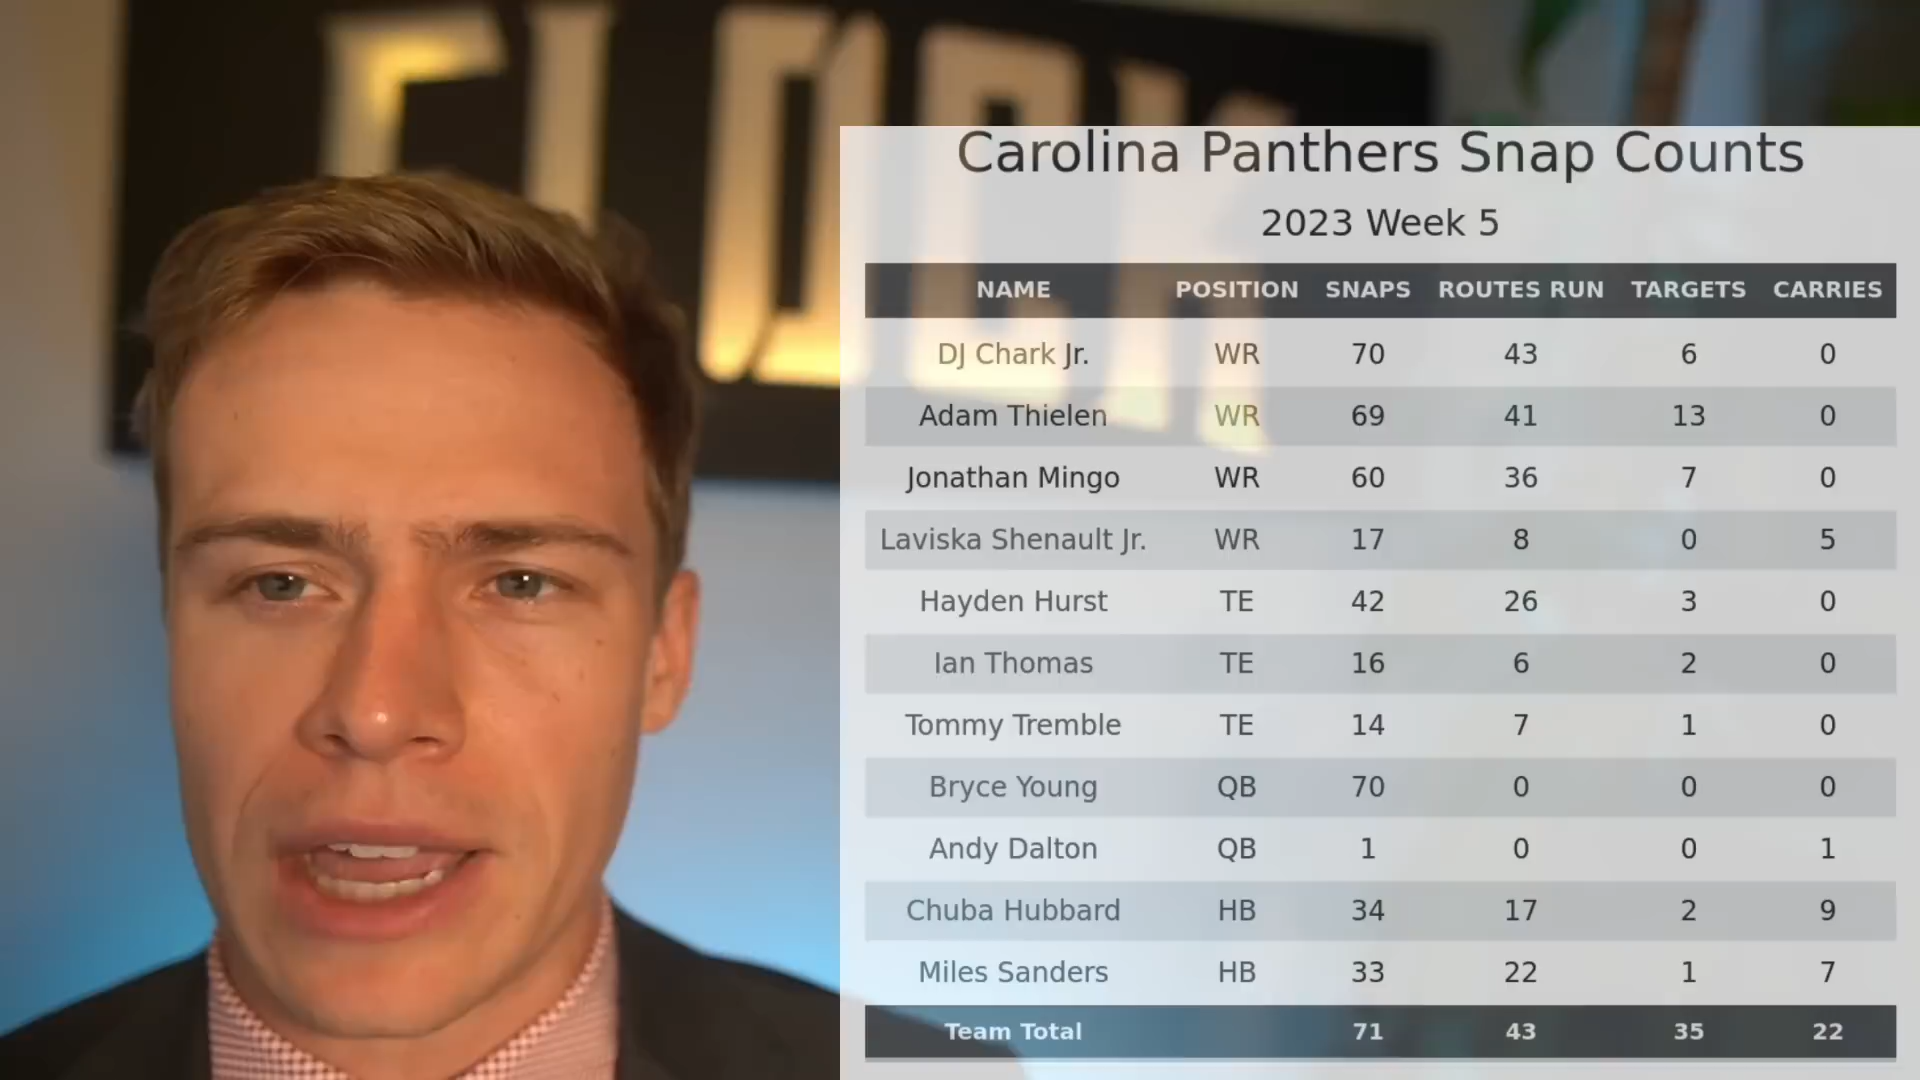 FLOCK
Carolina Panthers Snap Counts
2023 Week 5
NAME POSITION SNAPS ROUTES RUN TARGETS CARRIES
DJ Chark Jr. WR 70 43 6 0
Adam Thielen WR 69 41 13 0
Jonathan Mingo WR 60 36 7 0
Laviska Shenault Jr. WR 17 8 0 5
Hayden Hurst TE 42 26 3 0
Ian Thomas TE 16 6 2 0
Tommy Tremble TE 14 7 1 0
Bryce Young QB 70 0 0 0
Andy Dalton QB 1 0 0 1
Chuba Hubbard HB 34 17 2 9
Miles Sanders HB 33 22 1 7
Team Total 71 43 35 22